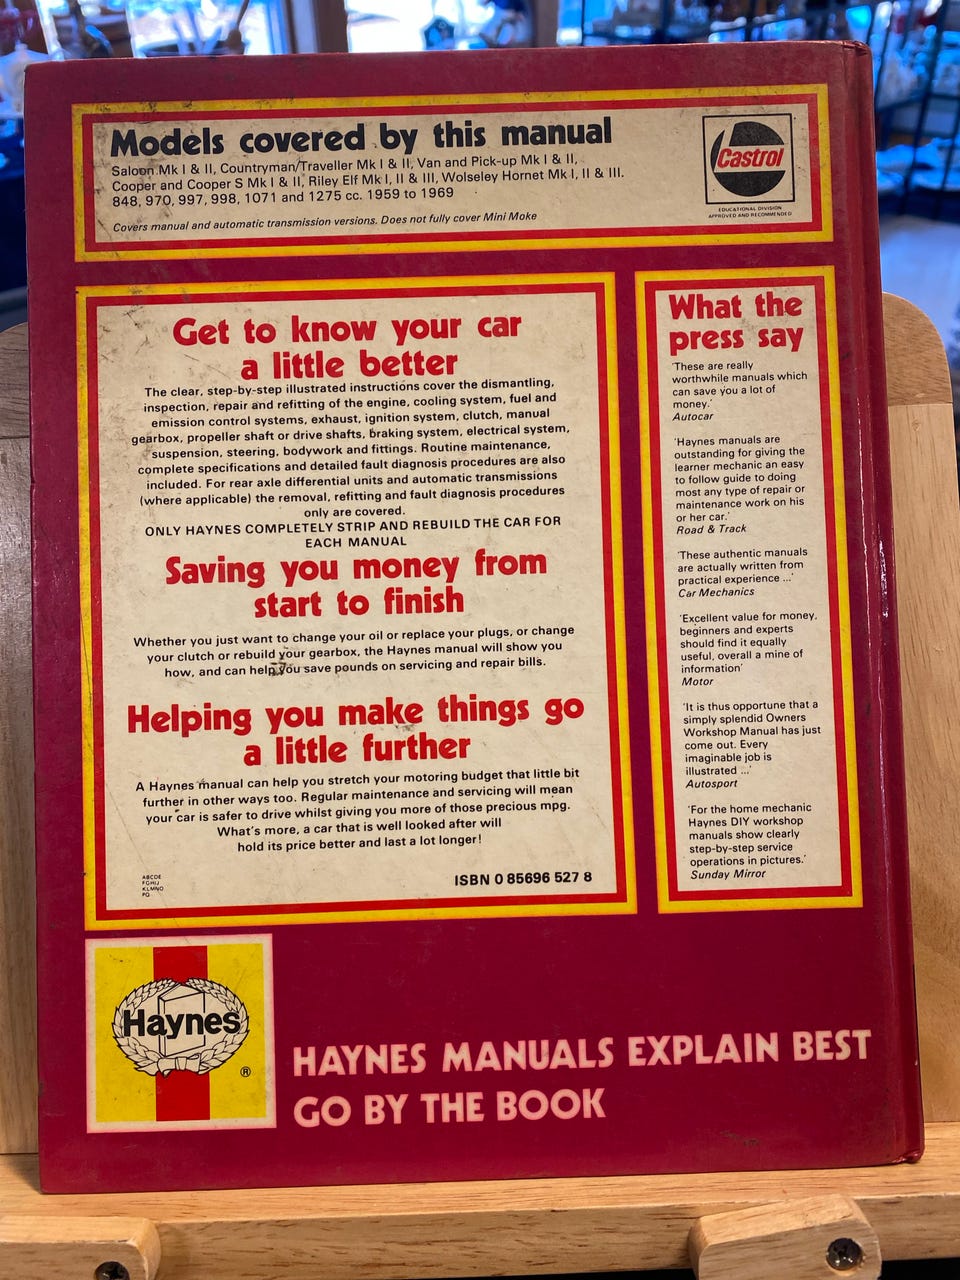 Models covered by this manual
Saloon Mk I & II, Countryman/Traveller Mk I & II, Van and Pick-up Mk I & II,
Cooper and Cooper S Mk I & II, Riley Elf Mk I, II & III, Wolseley Hornet Mk I, II & III.
848, 970, 997, 998, 1071 and 1275 cc. 1959 to 1969
Covers manual and automatic transmission versions. Does not fully cover Mini Moke
Castrol
EDUCATIONAL DIVISION
APPROVED AND RECOMMENDED
Get to know your car
a little better
The clear, step-by-step illustrated instructions cover the dismantling,
inspection, repair and refitting of the engine, cooling system, fuel and
emission control systems, exhaust, ignition system, clutch, manual
gearbox, propeller shaft or drive shafts, braking system, electrical system,
suspension, steering, bodywork and fittings. Routine maintenance,
complete specifications and detailed fault diagnosis procedures are also
included. For rear axle differential units and automatic transmissions
(where applicable) the removal, refitting and fault diagnosis procedures
only are covered.
ONLY HAYNES COMPLETELY STRIP AND REBUILD THE CAR FOR
EACH MANUAL
Saving you money from
start to finish
Whether you just want to change your oil or replace your plugs, or change
your clutch or rebuild your gearbox, the Haynes manual will show you
how, and can help you save pounds on servicing and repair bills.
Helping you make things go
a little further
A Haynes manual can help you stretch your motoring budget that little bit
further in other ways too. Regular maintenance and servicing will mean
your car is safer to drive whilst giving you more of those precious mpg.
What's more, a car that is well looked after will
hold its price better and last a lot longer!
ABCDE
FGHIJ
KLMNO
PQ
ISBN 0 85696 527 8
What the
press say
'These are really
worthwhile manuals which
can save you a lot of
money.'
Autocar
'Haynes manuals are
outstanding for giving the
learner mechanic an easy
to follow guide to doing
most any type of repair or
maintenance work on his
or her car.'
Road & Track
'These authentic manuals
are actually written from
practical experience ...'
Car Mechanics
'Excellent value for money,
beginners and experts
should find it equally
useful, overall a mine of
information'
Motor
'It is thus opportune that a
simply splendid Owners
Workshop Manual has just
come out. Every
imaginable job is
illustrated ...'
Autosport
'For the home mechanic
Haynes DIY workshop
manuals show clearly
step-by-step service
operations in pictures.'
Sunday Mirror
Haynes
®
HAYNES MANUALS EXPLAIN BEST
GO BY THE BOOK